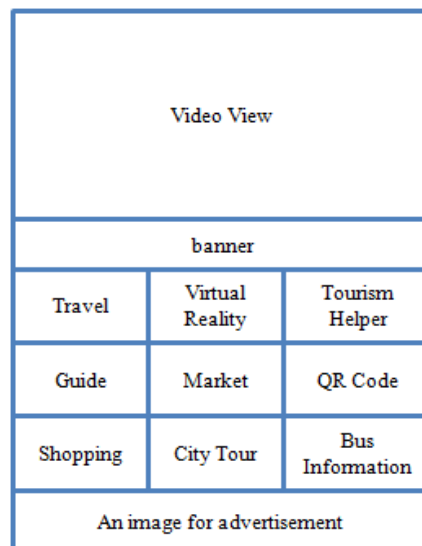 Video View
banner
Travel
Virtual
Reality
Tourism
Helper
Guide
Market
QR Code
Shopping
City Tour
Bus
Information
An image for advertisement